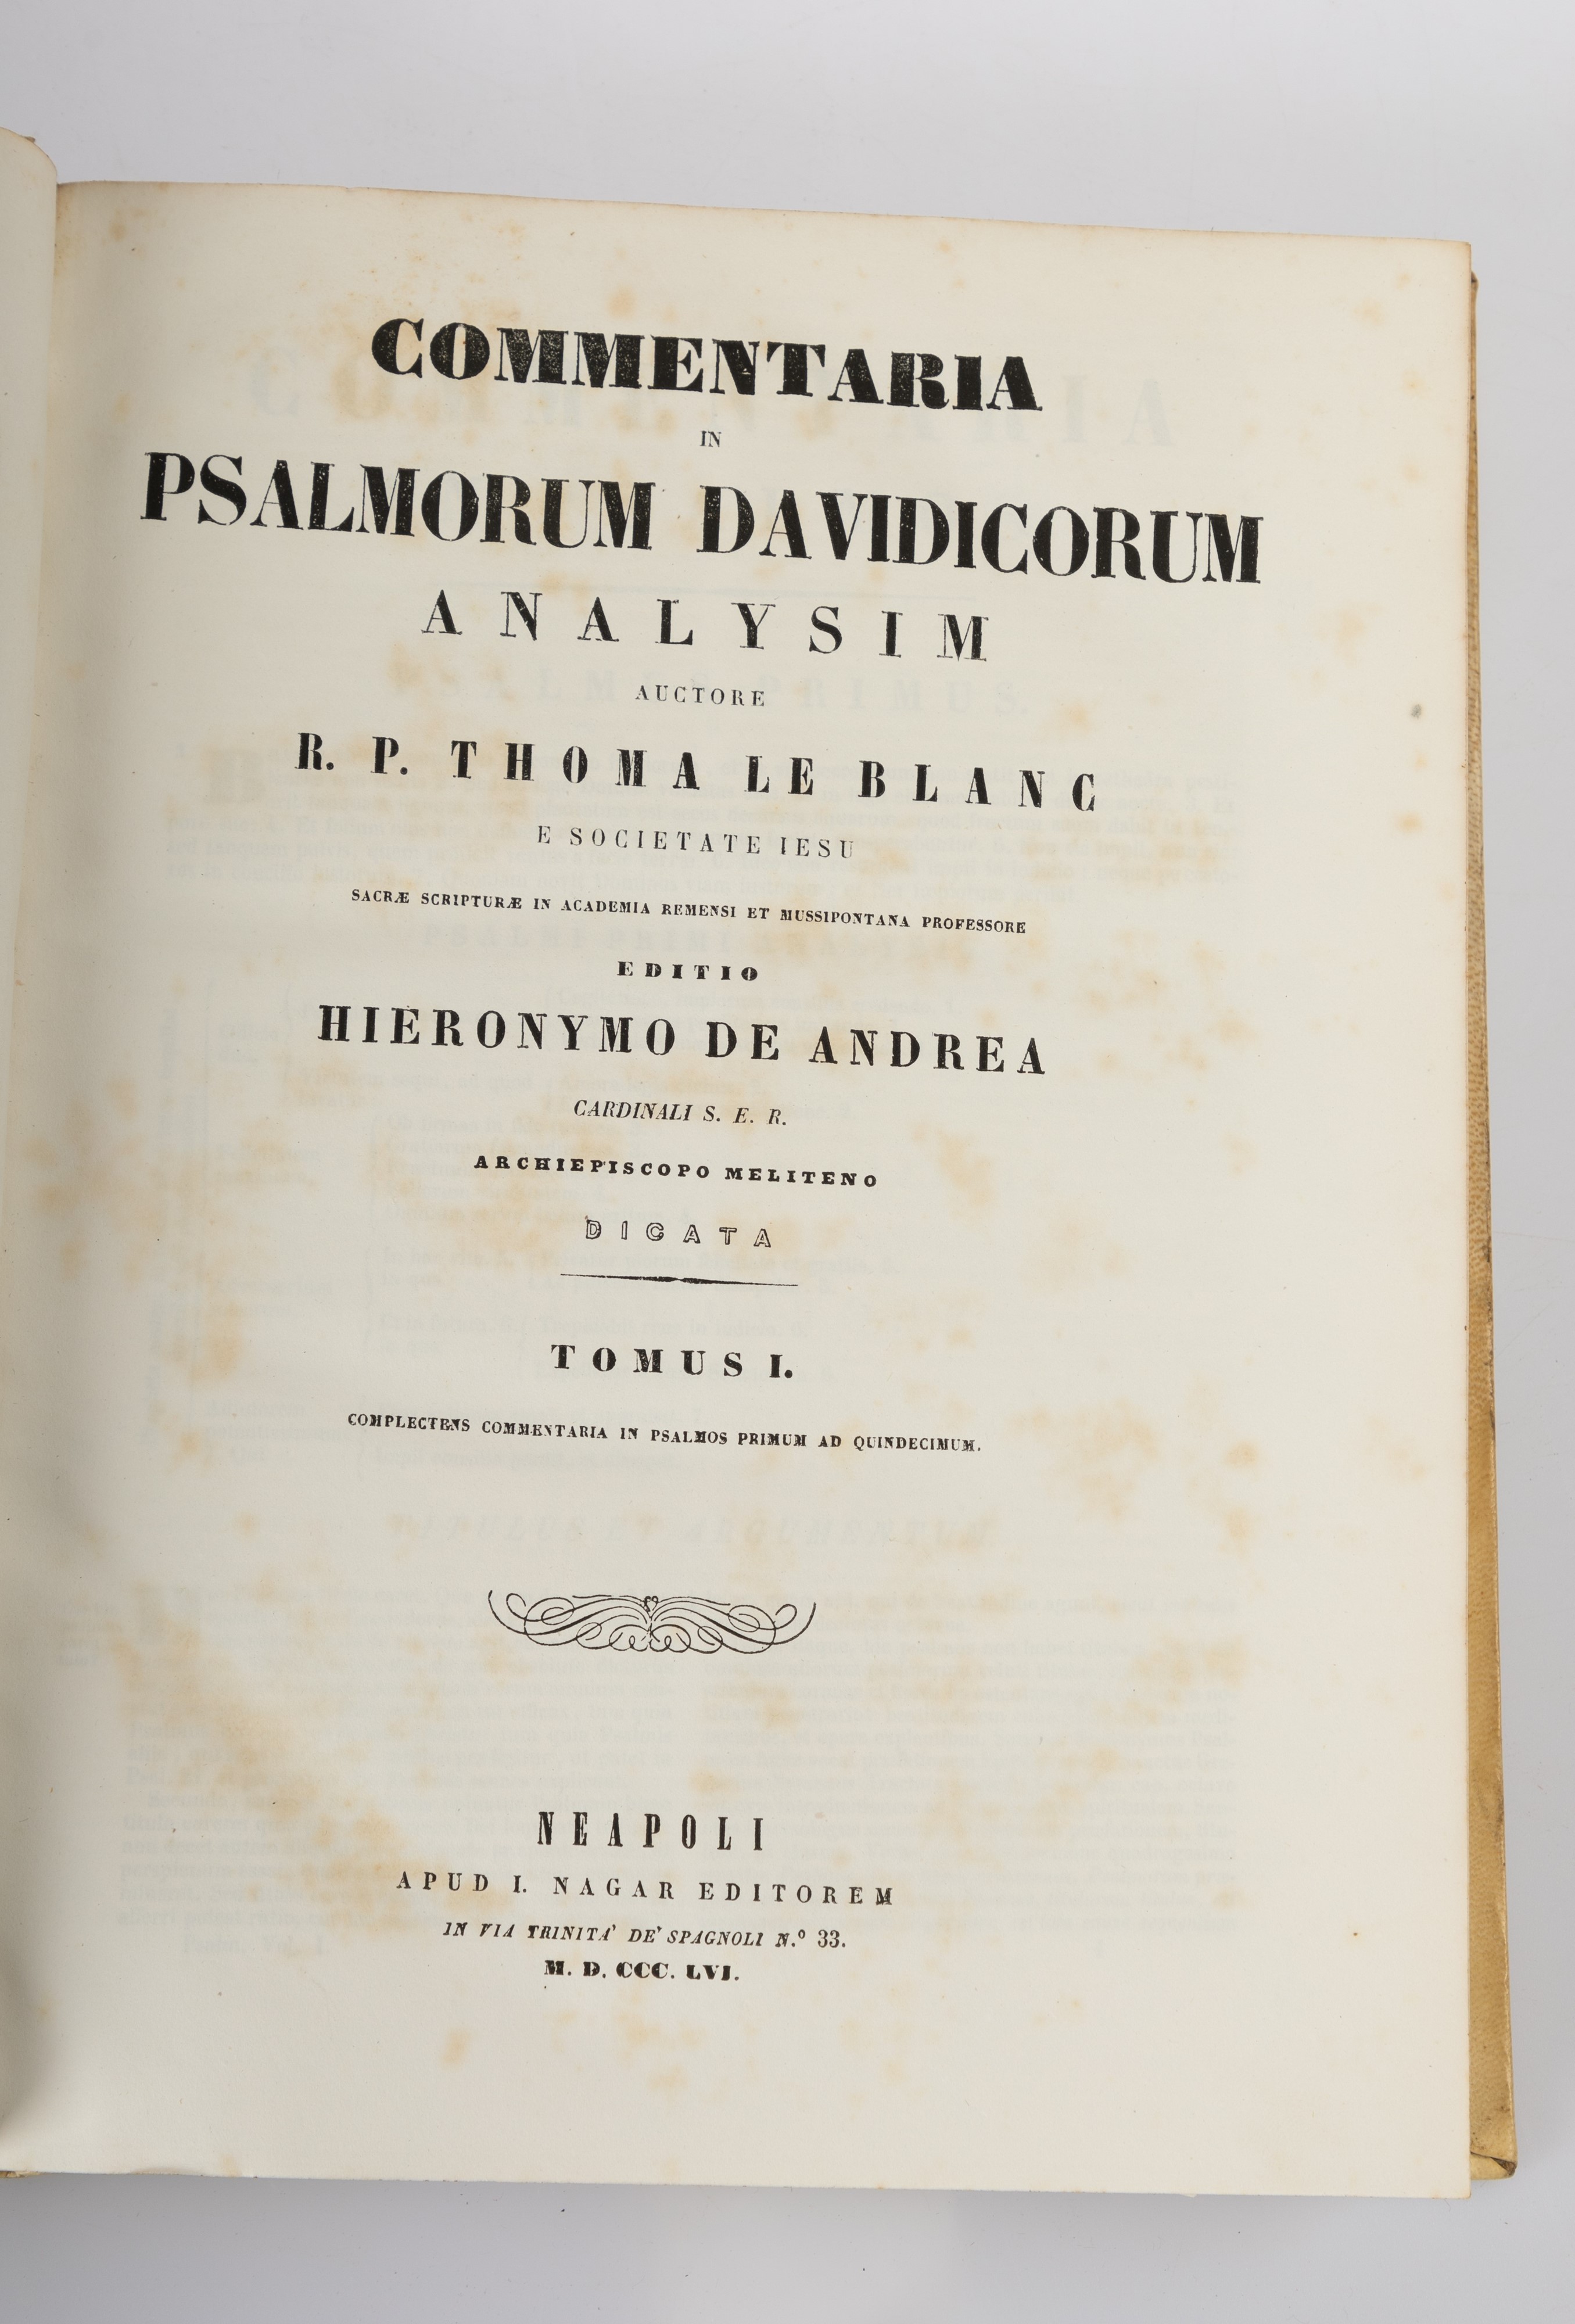 COMMENTARIA
IN
PSALMORUM DAVIDICORUM
ANALYSIM
AUCTORE
R. P. THOMA LE BLANC
E SOCIETATE IESU
SACRÆ SCRIPTURÆ IN ACADEMIA REMENSI ET MUSSIPONTANA PROFESSORE
EDITIO
HIERONYMO DE ANDREA
CARDINALI S. E. R.
ARCHIEPISCOPO MELITENO
DICATA
TOMUS I.
COMPLECTENS COMMENTARIA IN PSALMOS PRIMUM AD QUINDECIMUM.
NEAPOLI
APUD I. NAGAR EDITOREM
IN VIA TRINITA' DE' SPAGNOLI N.º 33.
M. D. CCC. LVI.